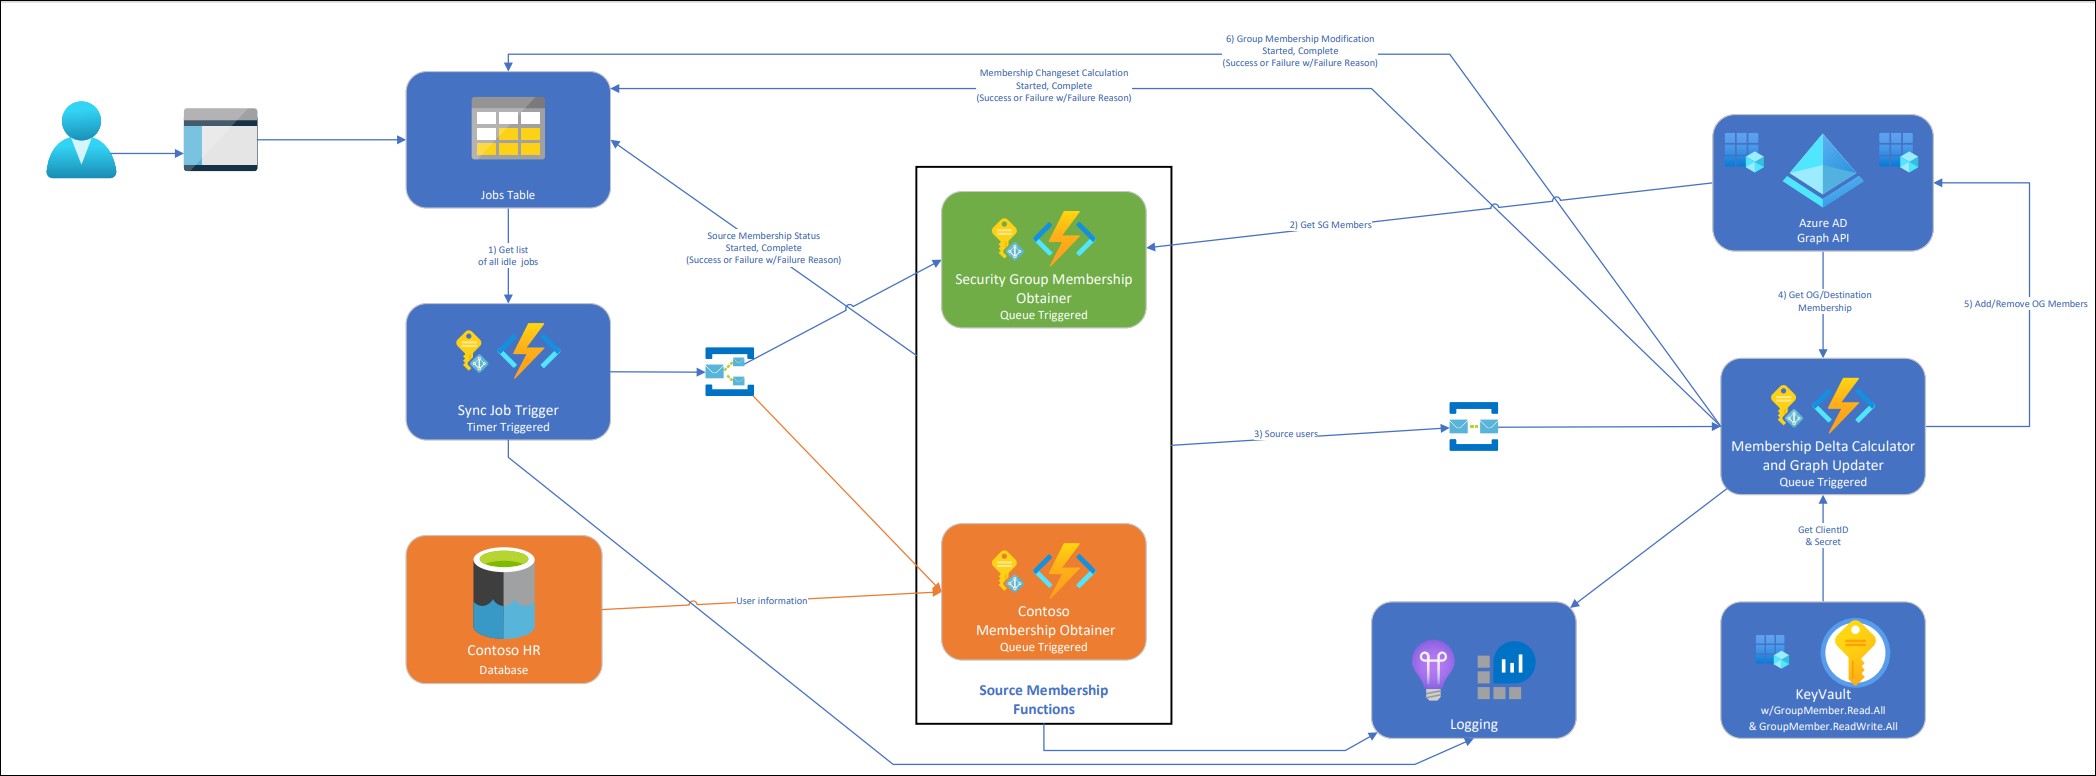 6) Group Membership Modification
Started, Complete
(Success or Failure w/Failure Reason)
Membership Changeset Calculation
Started, Complete
(Success or Failure w/Failure Reason)
Jobs Table
1) Get list
of all idle jobs
Source Membership Status
Started, Complete
(Success or Failure w/Failure Reason)
Security Group Membership
Obtainer
Queue Triggered
2) Get SG Members
Azure AD
Graph API
4) Get OG/Destination
Membership
5) Add/Remove OG Members
Sync Job Trigger
Timer Triggered
3) Source users
Membership Delta Calculator
and Graph Updater
Queue Triggered
Get ClientID
& Secret
Contoso HR
Database
User information
Contoso
Membership Obtainer
Queue Triggered
Source Membership
Functions
Logging
KeyVault
w/GroupMember.Read.All
& GroupMember.ReadWrite.All